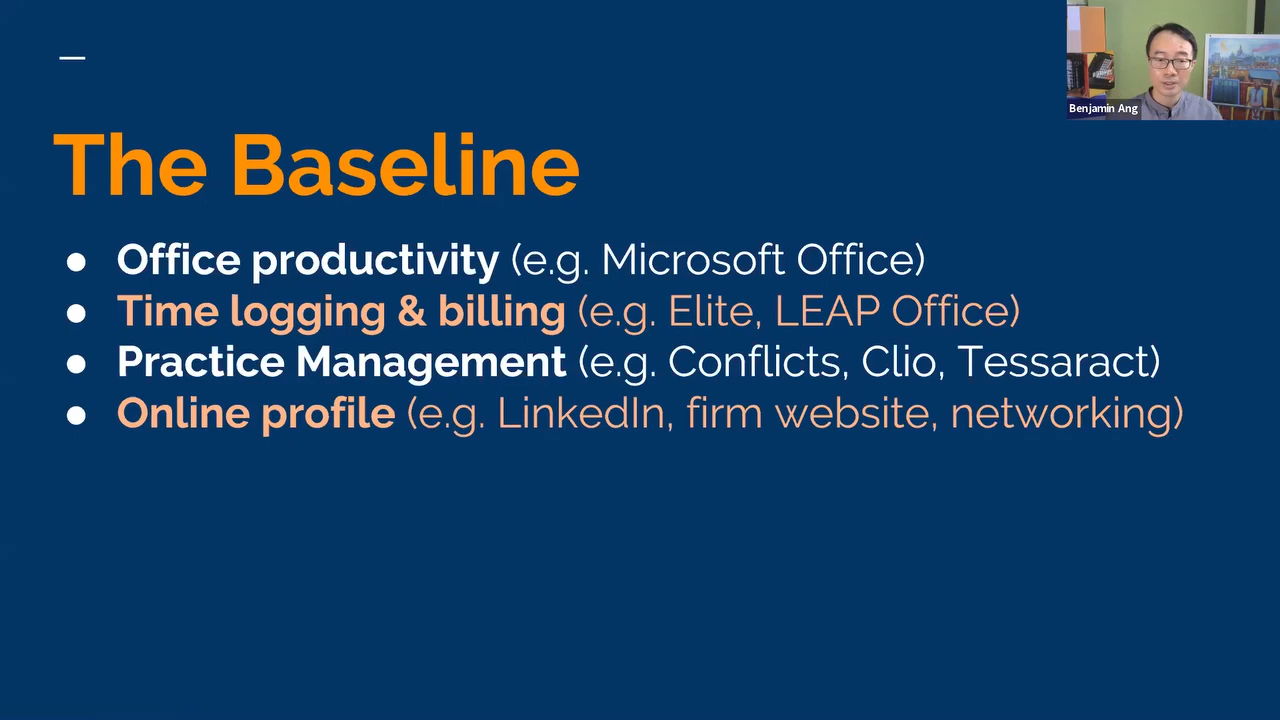 The Baseline
● Office productivity (e.g. Microsoft Office)
● Time logging & billing (e.g. Elite, LEAP Office)
● Practice Management (e.g. Conflicts, Clio, Tessaract)
● Online profile (e.g. LinkedIn, firm website, networking)
Benjamin Ang